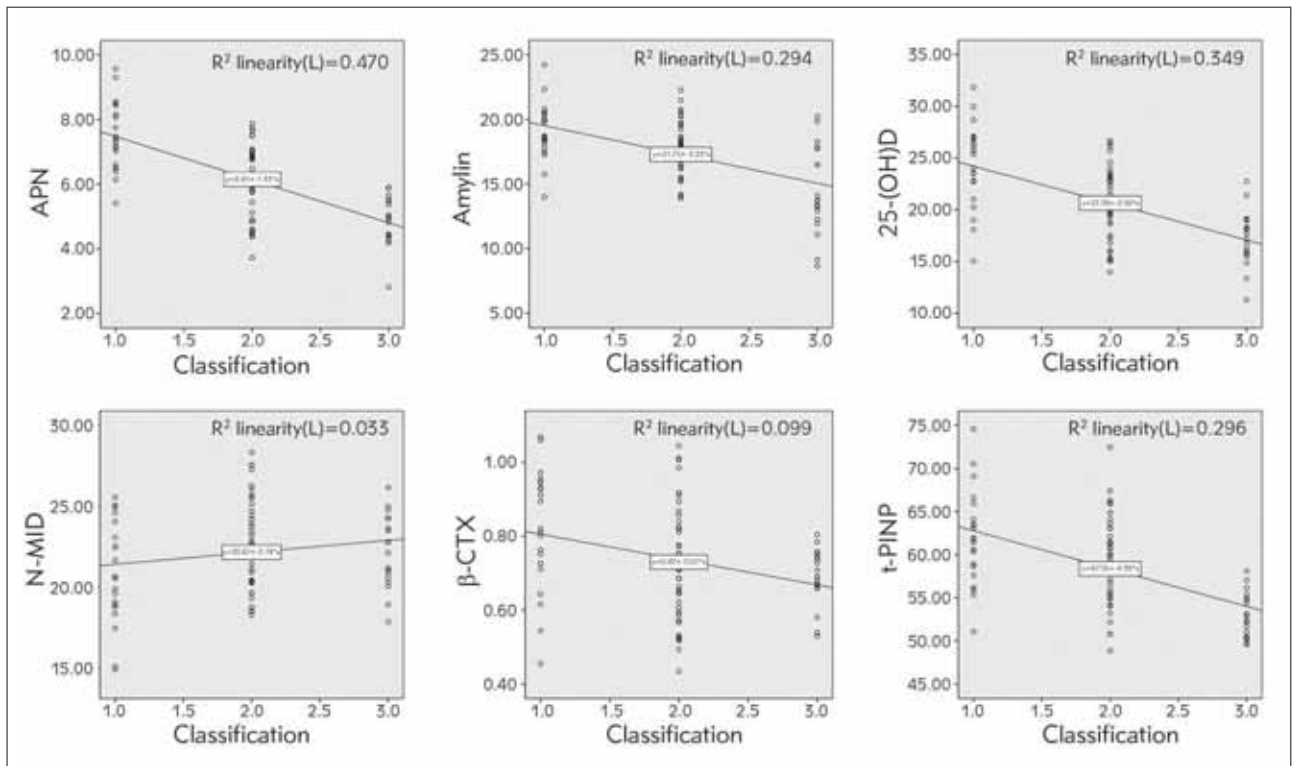 R² linearity(L)=0.470
APN
10.00
8.00
6.00
4.00
2.00
1.0 1.5 2.0 2.5 3.0
Classification
R² linearity(L)=0.294
Amylin
25.00
20.00
15.00
10.00
5.00
1.0 1.5 2.0 2.5 3.0
Classification
R² linearity(L)=0.349
25-(OH)D
35.00
30.00
25.00
20.00
15.00
10.00
1.0 1.5 2.0 2.5 3.0
Classification
R² linearity(L)=0.033
N-MID
30.00
25.00
20.00
15.00
1.0 1.5 2.0 2.5 3.0
Classification
R² linearity(L)=0.099
β-CTX
1.00
0.80
0.60
0.40
1.0 1.5 2.0 2.5 3.0
Classification
R² linearity(L)=0.296
t-PINP
75.00
70.00
65.00
60.00
55.00
50.00
45.00
1.0 1.5 2.0 2.5 3.0
Classification